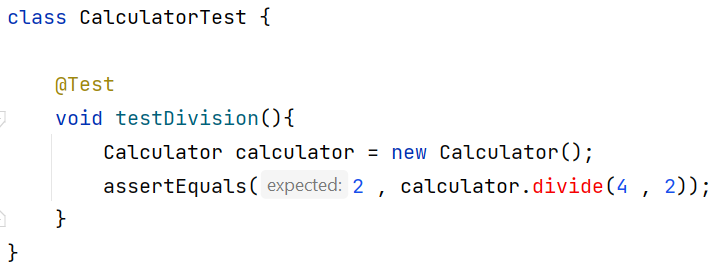 class CalculatorTest {
@Test
void testDivision(){
Calculator calculator = new Calculator();
assertEquals( expected: 2 , calculator.divide(4 , 2));
}
}